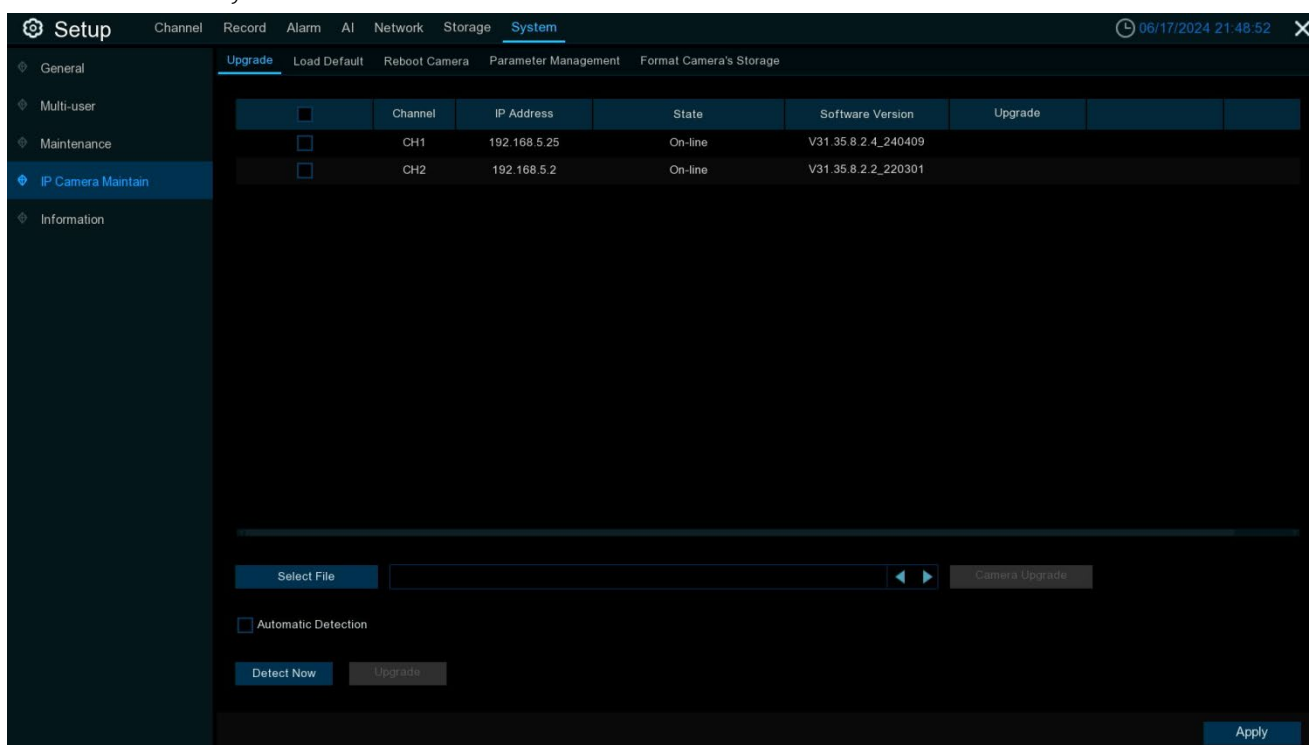 Setup Channel Record Alarm AI Network Storage System 06/17/2024 21:48:52
General
Multi-user
Maintenance
IP Camera Maintain
Information
Upgrade Load Default Reboot Camera Parameter Management Format Camera's Storage
Channel IP Address State Software Version Upgrade
CH1 192.168.5.25 On-line V31.35.8.2.4_240409
CH2 192.168.5.2 On-line V31.35.8.2.2_220301
Select File Camera Upgrade
Automatic Detection
Detect Now Upgrade
Apply